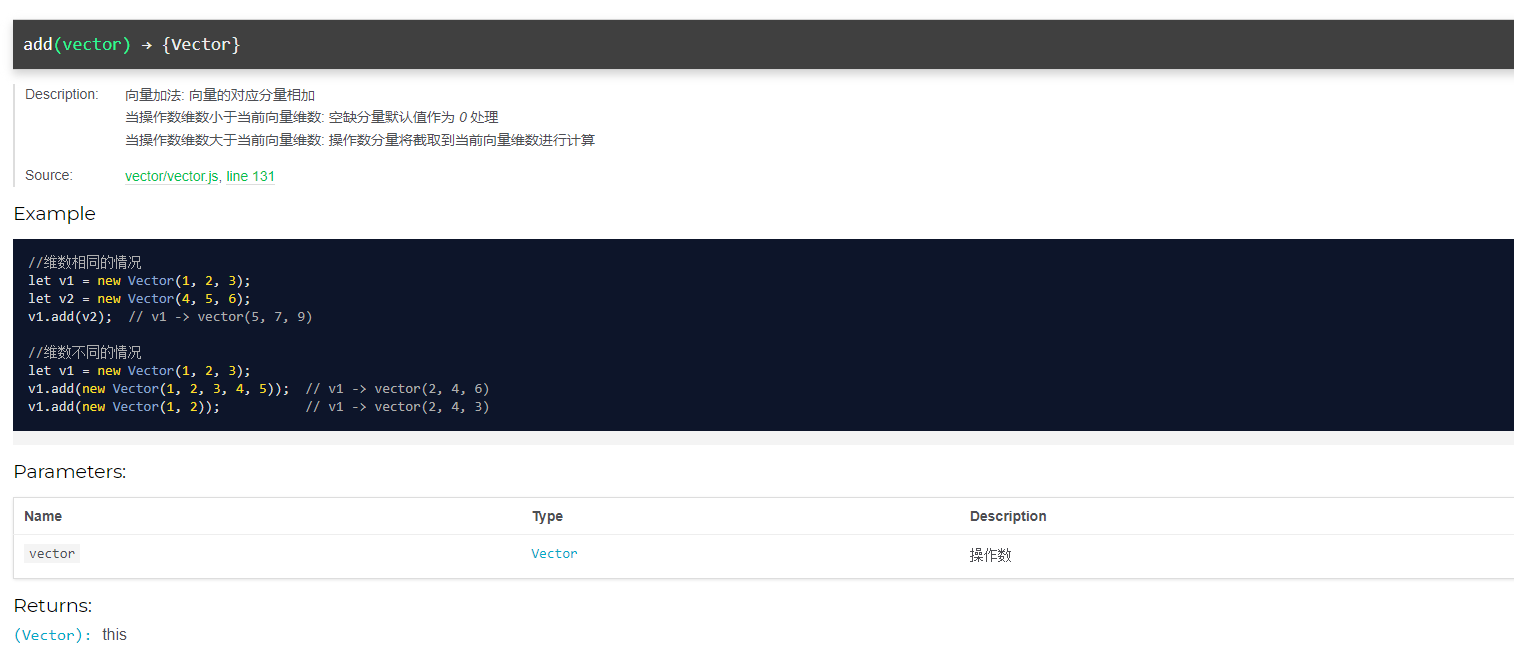 add(vector) → {Vector}
Description: 向量加法: 向量的对应分量相加
当操作数维数小于当前向量维数: 空缺分量默认值作为 0 处理
当操作数维数大于当前向量维数: 操作数分量将截取到当前向量维数进行计算
Source: vector/vector.js, line 131
Example
//维数相同的情况
let v1 = new Vector(1, 2, 3);
let v2 = new Vector(4, 5, 6);
v1.add(v2);  // v1 -> vector(5, 7, 9)
//维数不同的情况
let v1 = new Vector(1, 2, 3);
v1.add(new Vector(1, 2, 3, 4, 5));  // v1 -> vector(2, 4, 6)
v1.add(new Vector(1, 2));           // v1 -> vector(2, 4, 3)
Parameters:
Name Type Description
vector Vector 操作数
Returns:
(Vector): this